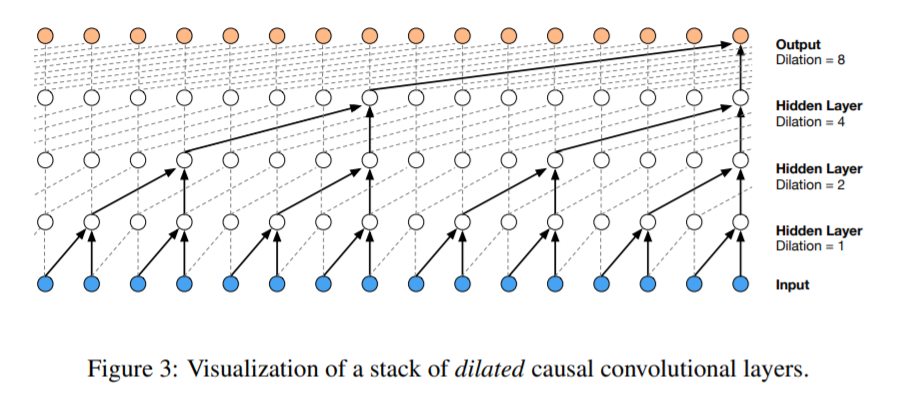 Output
Dilation = 8
Hidden Layer
Dilation = 4
Hidden Layer
Dilation = 2
Hidden Layer
Dilation = 1
Input
Figure 3: Visualization of a stack of dilated causal convolutional layers.